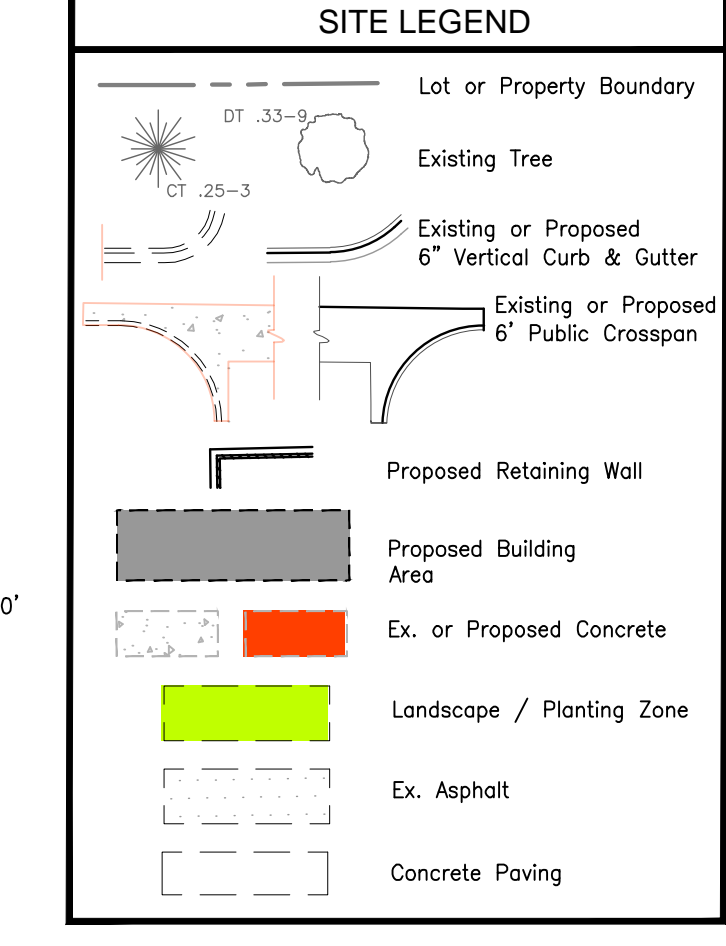 SITE LEGEND
Lot or Property Boundary
DT .33-9
Existing Tree
CT .25-3
Existing or Proposed
6" Vertical Curb & Gutter
Existing or Proposed
6' Public Crosspan
Proposed Retaining Wall
Proposed Building
Area
0'
Ex. or Proposed Concrete
Landscape / Planting Zone
Ex. Asphalt
Concrete Paving